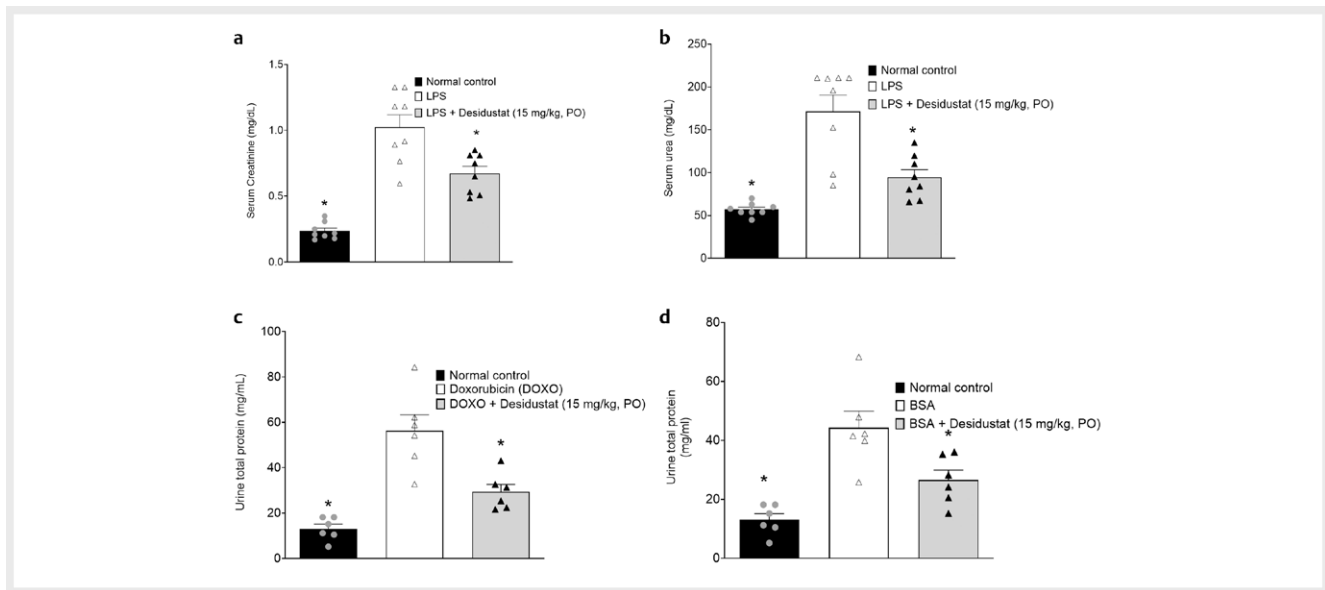 a
Serum Creatinine (mg/dL)
1.5
1.0
0.5
0.0
Normal control
LPS
LPS + Desidustat (15 mg/kg, PO)
*
*
b
Serum urea (mg/dL)
250
200
150
100
50
0
Normal control
LPS
LPS + Desidustat (15 mg/kg, PO)
*
*
c
Urine total protein (mg/mL)
100
80
60
40
20
0
Normal control
Doxorubicin (DOXO)
DOXO + Desidustat (15 mg/kg, PO)
*
*
d
Urine total protein
(mg/ml)
80
60
40
20
0
Normal control
BSA
BSA + Desidustat (15 mg/kg, PO)
*
*